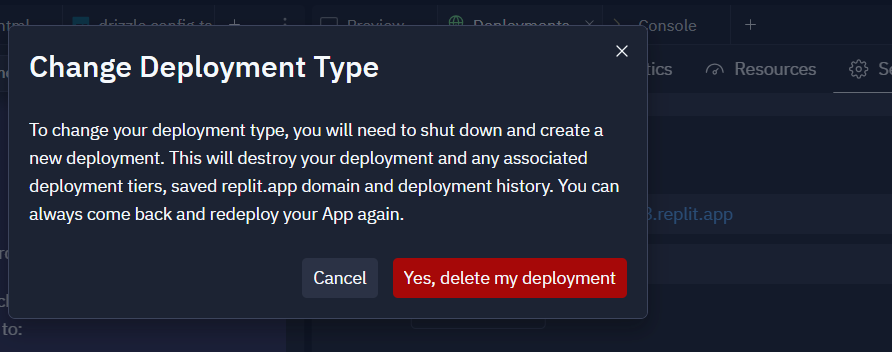 html
drizzle.config.ts
Preview
Deployments
Console
Change Deployment Type
tics
Resources
To change your deployment type, you will need to shut down and create a
new deployment. This will destroy your deployment and any associated
deployment tiers, saved replit.app domain and deployment history. You can
always come back and redeploy your App again.
3.replit.app
Cancel
Yes, delete my deployment
to: